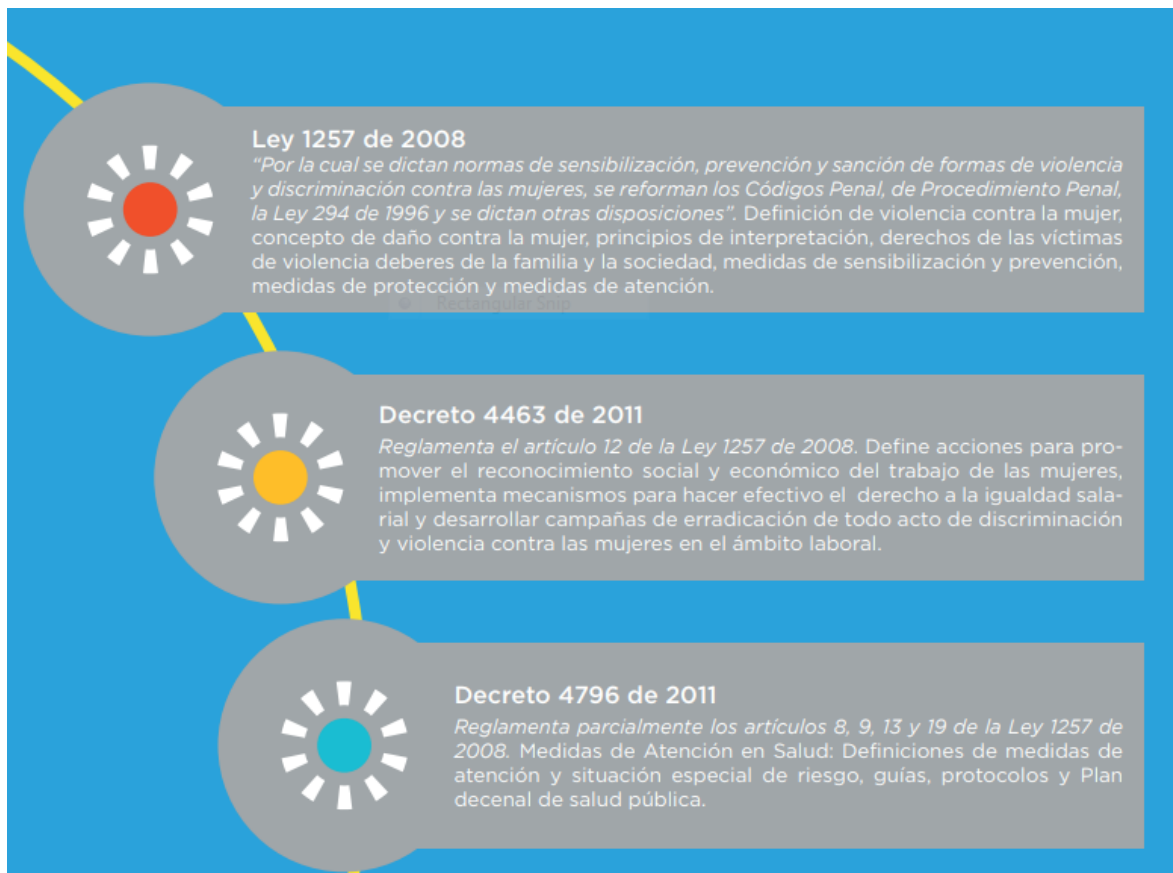 Ley 1257 de 2008
“Por la cual se dictan normas de sensibilización, prevención y sanción de formas de violencia
y discriminación contra las mujeres, se reforman los Códigos Penal, de Procedimiento Penal,
la Ley 294 de 1996 y se dictan otras disposiciones”. Definición de violencia contra la mujer,
concepto de daño contra la mujer, principios de interpretación, derechos de las víctimas
de violencia deberes de la familia y la sociedad, medidas de sensibilización y prevención,
medidas de protección y medidas de atención.
Rectangular Snip
Decreto 4463 de 2011
Reglamenta el artículo 12 de la Ley 1257 de 2008. Define acciones para pro-
mover el reconocimiento social y económico del trabajo de las mujeres,
implementa mecanismos para hacer efectivo el derecho a la igualdad sala-
rial y desarrollar campañas de erradicación de todo acto de discriminación
y violencia contra las mujeres en el ámbito laboral.
Decreto 4796 de 2011
Reglamenta parcialmente los artículos 8, 9, 13 y 19 de la Ley 1257 de
2008. Medidas de Atención en Salud: Definiciones de medidas de
atención y situación especial de riesgo, guías, protocolos y Plan
decenal de salud pública.